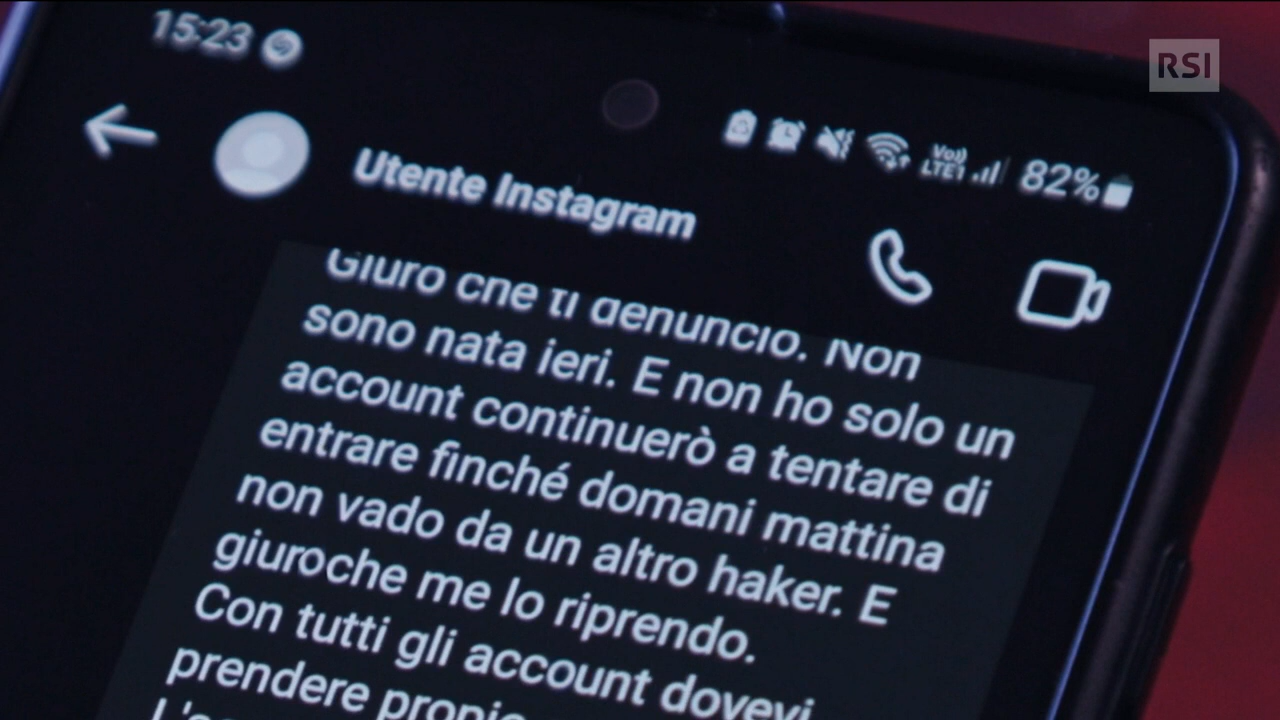 15:23
RSI
Vo))
LTE1
82%
Utente Instagram
Giuro che ti denuncio. Non
sono nata ieri. E non ho solo un
account continuerò a tentare di
entrare finché domani mattina
non vado da un altro haker. E
giuroche me lo riprendo.
Con tutti gli account dovevi
prendere